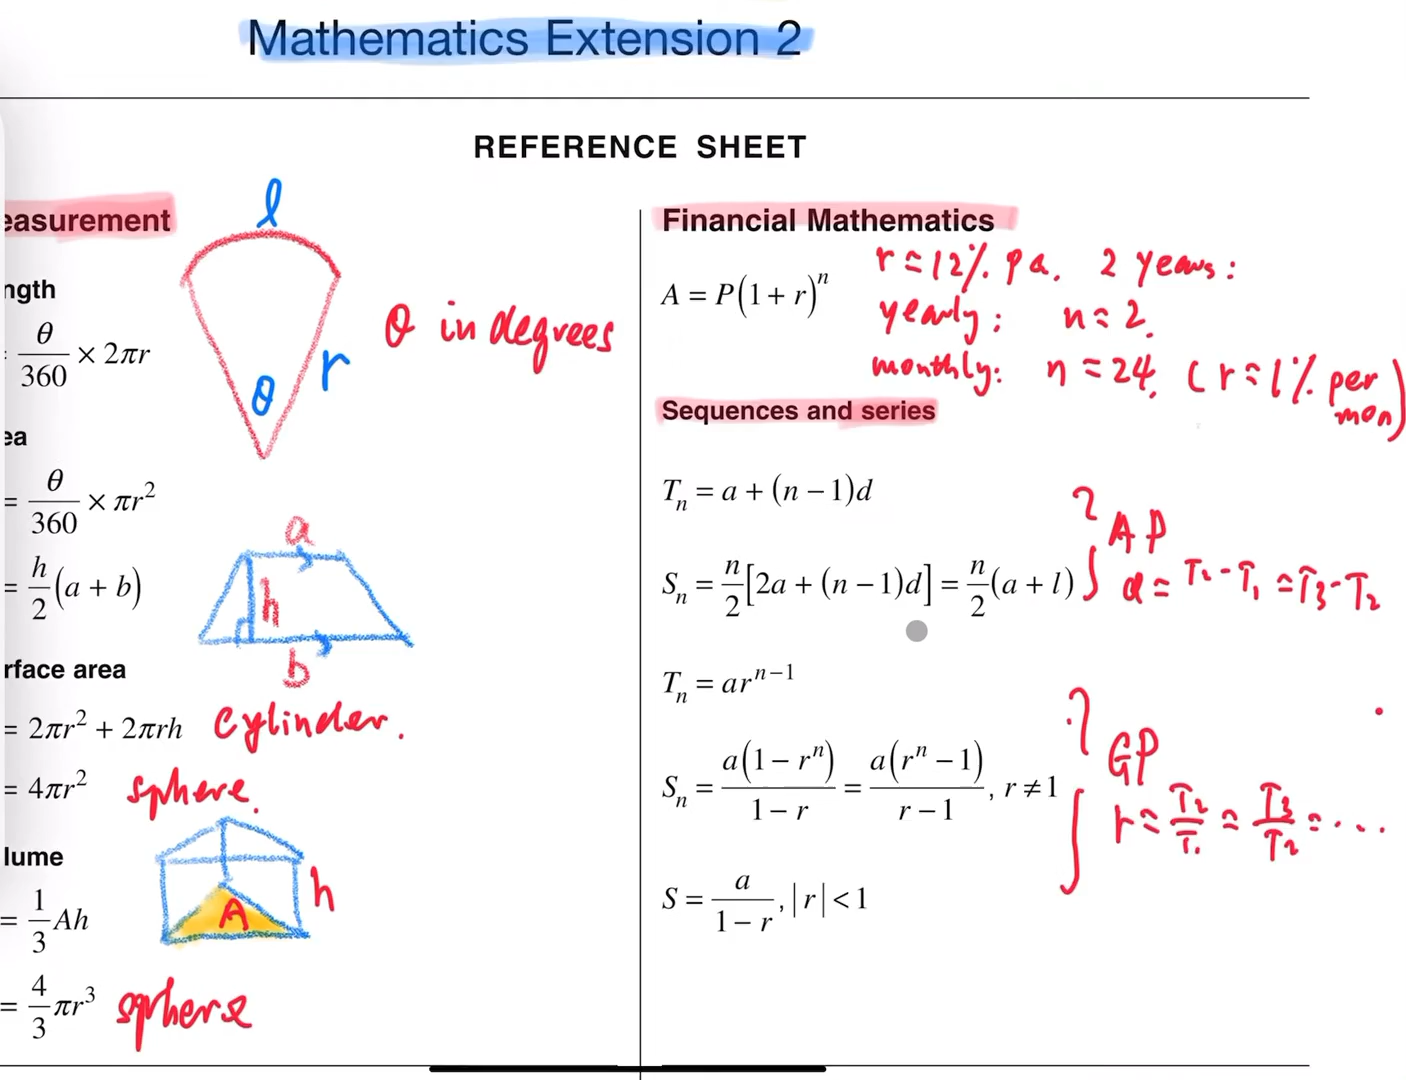 Mathematics Extension 2
REFERENCE SHEET
easurement
ngth
θ/360 × 2πr
l
θ
r
θ in degrees
ea
= θ/360 × πr²
= h/2 (a + b)
a
h
b
rface area
= 2πr² + 2πrh cylinder.
= 4πr² sphere.
lume
= 1/3 Ah
A
h
= 4/3 πr³ sphere
Financial Mathematics
A = P(1 + r)ⁿ
r = 12% pa. 2 years:
yearly: n = 2.
monthly: n = 24. (r = 1% per mon)
Sequences and series
Tₙ = a + (n − 1)d
Sₙ = n/2 [2a + (n − 1)d] = n/2 (a + l)
AP
d = T₂ - T₁ = T₃ - T₂
Tₙ = arⁿ⁻¹
Sₙ = a(1 − rⁿ)/(1 − r) = a(rⁿ − 1)/(r − 1), r ≠ 1
GP
r = T₂/T₁ = T₃/T₂ = ...
S = a/(1 − r), |r| < 1